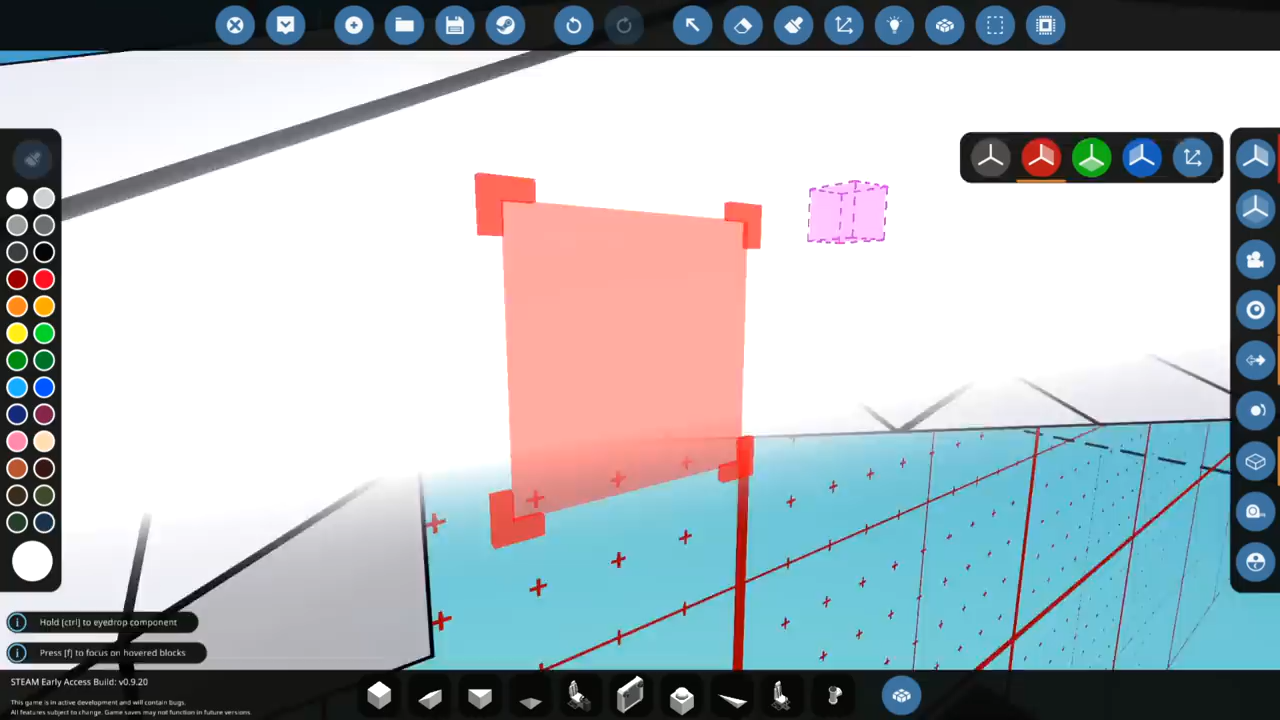 Hold [ctrl] to eyedrop component
Press [f] to focus on hovered blocks
STEAM Early Access Build: v0.9.20
This game is in active development and will contain bugs.
All features subject to change. Game saves may not function in future versions.